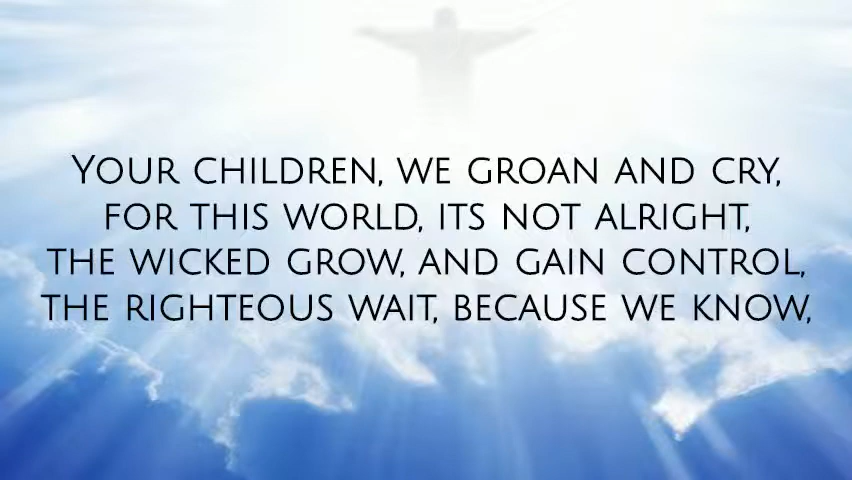 Your children, we groan and cry,
for this world, its not alright,
the wicked grow, and gain control,
the righteous wait, because we know,